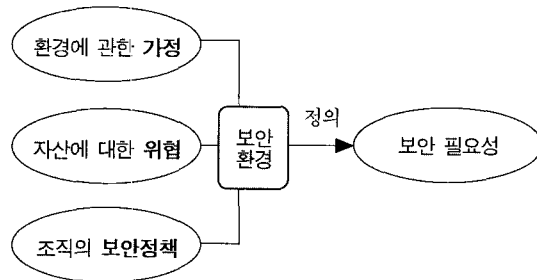 환경에 관한 가정
자산에 대한 위협
조직의 보안정책
보안
환경
정의
보안 필요성